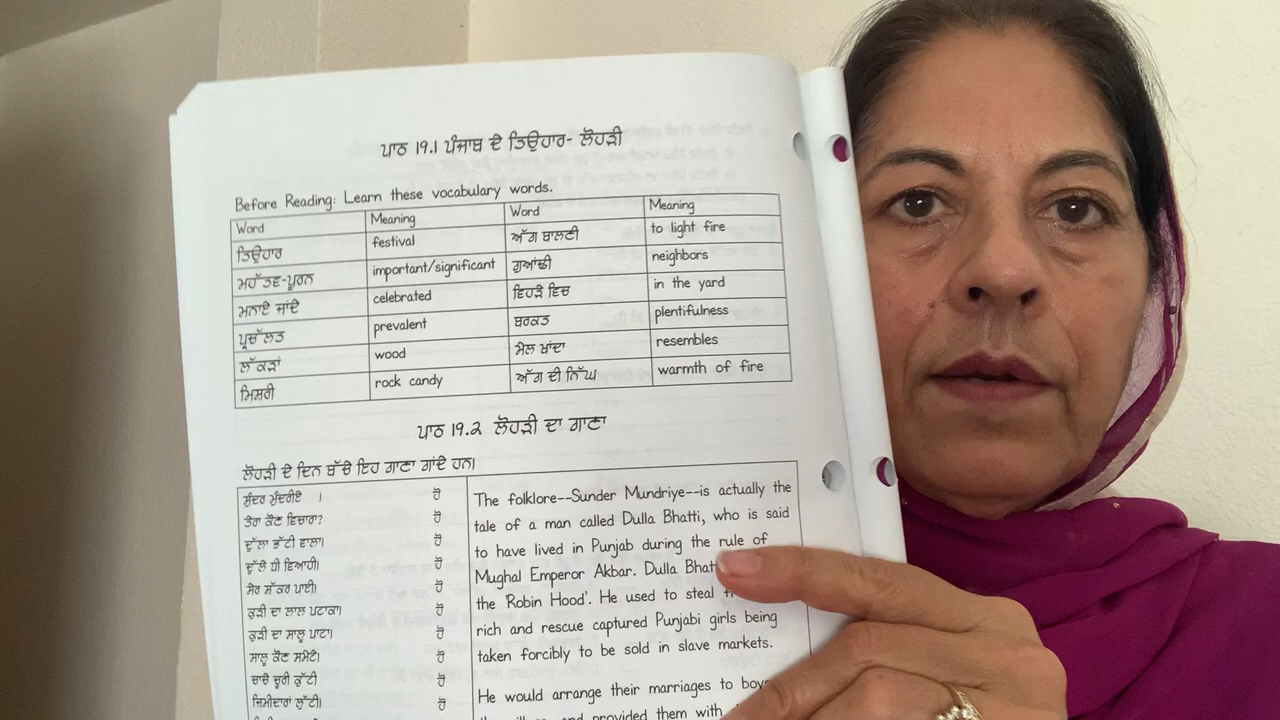 ਪਾਠ 19.1 ਪੰਜਾਬ ਦੇ ਤਿਉਹਾਰ- ਲੋਹੜੀ
Before Reading: Learn these vocabulary words.
Word Meaning Word Meaning
ਤਿਉਹਾਰ festival ਅੱਗ ਬਾਲਣੀ to light fire
ਮਹੱਤਵ-ਪੂਰਨ important/significant ਗੁਆਂਢੀ neighbors
ਮਨਾਏ ਜਾਂਦੇ celebrated ਵਿਹੜੇ ਵਿਚ in the yard
ਪ੍ਰਚੱਲਤ prevalent ਬਰਕਤ plentifulness
ਲੱਕੜਾਂ wood ਮੇਲ ਖਾਂਦਾ resembles
ਮਿਸ਼ਰੀ rock candy ਅੱਗ ਦੀ ਨਿੱਘ warmth of fire
ਪਾਠ 19.੨ ਲੋਹੜੀ ਦਾ ਗਾਣਾ
ਲੋਹੜੀ ਦੇ ਦਿਨ ਬੱਚੇ ਇਹ ਗਾਣਾ ਗਾਂਦੇ ਹਨ।
ਸੁੰਦਰ ਮੁੰਦਰੀਏ । ਹੋ
ਤੇਰਾ ਕੌਣ ਵਿਚਾਰਾ? ਹੋ
ਦੁੱਲਾ ਭੱਟੀ ਵਾਲਾ। ਹੋ
ਦੁੱਲੇ ਧੀ ਵਿਆਹੀ। ਹੋ
ਸੇਰ ਸ਼ੱਕਰ ਪਾਈ। ਹੋ
ਕੁੜੀ ਦਾ ਲਾਲ ਪਟਾਕਾ। ਹੋ
ਕੁੜੀ ਦਾ ਸਾਲੂ ਪਾਟਾ। ਹੋ
ਸਾਲੂ ਕੌਣ ਸਮੇਟੇ। ਹੋ
ਚਾਚੇ ਚੂਰੀ ਕੁੱਟੀ ਹੋ
ਜ਼ਿਮੀਦਾਰਾਂ ਲੁੱਟੀ। ਹੋ
The folklore--Sunder Mundriye--is actually the
tale of a man called Dulla Bhatti, who is said
to have lived in Punjab during the rule of
Mughal Emperor Akbar. Dulla
the 'Robin Hood'. He used to steal
rich and rescue captured Punjabi girls being
taken forcibly to be sold in slave markets.
He would arrange their marriages to
and provided them with